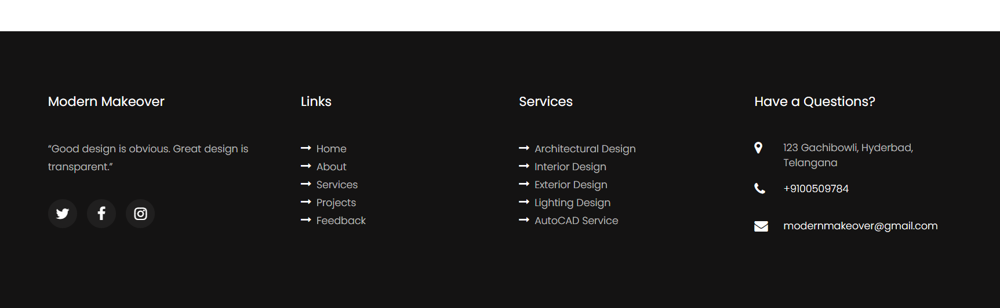 Modern Makeover
“Good design is obvious. Great design is
transparent.”
Links
Home
About
Services
Projects
Feedback
Services
Architectural Design
Interior Design
Exterior Design
Lighting Design
AutoCAD Service
Have a Questions?
123 Gachibowli, Hyderbad,
Telangana
+9100509784
modernmakeover@gmail.com